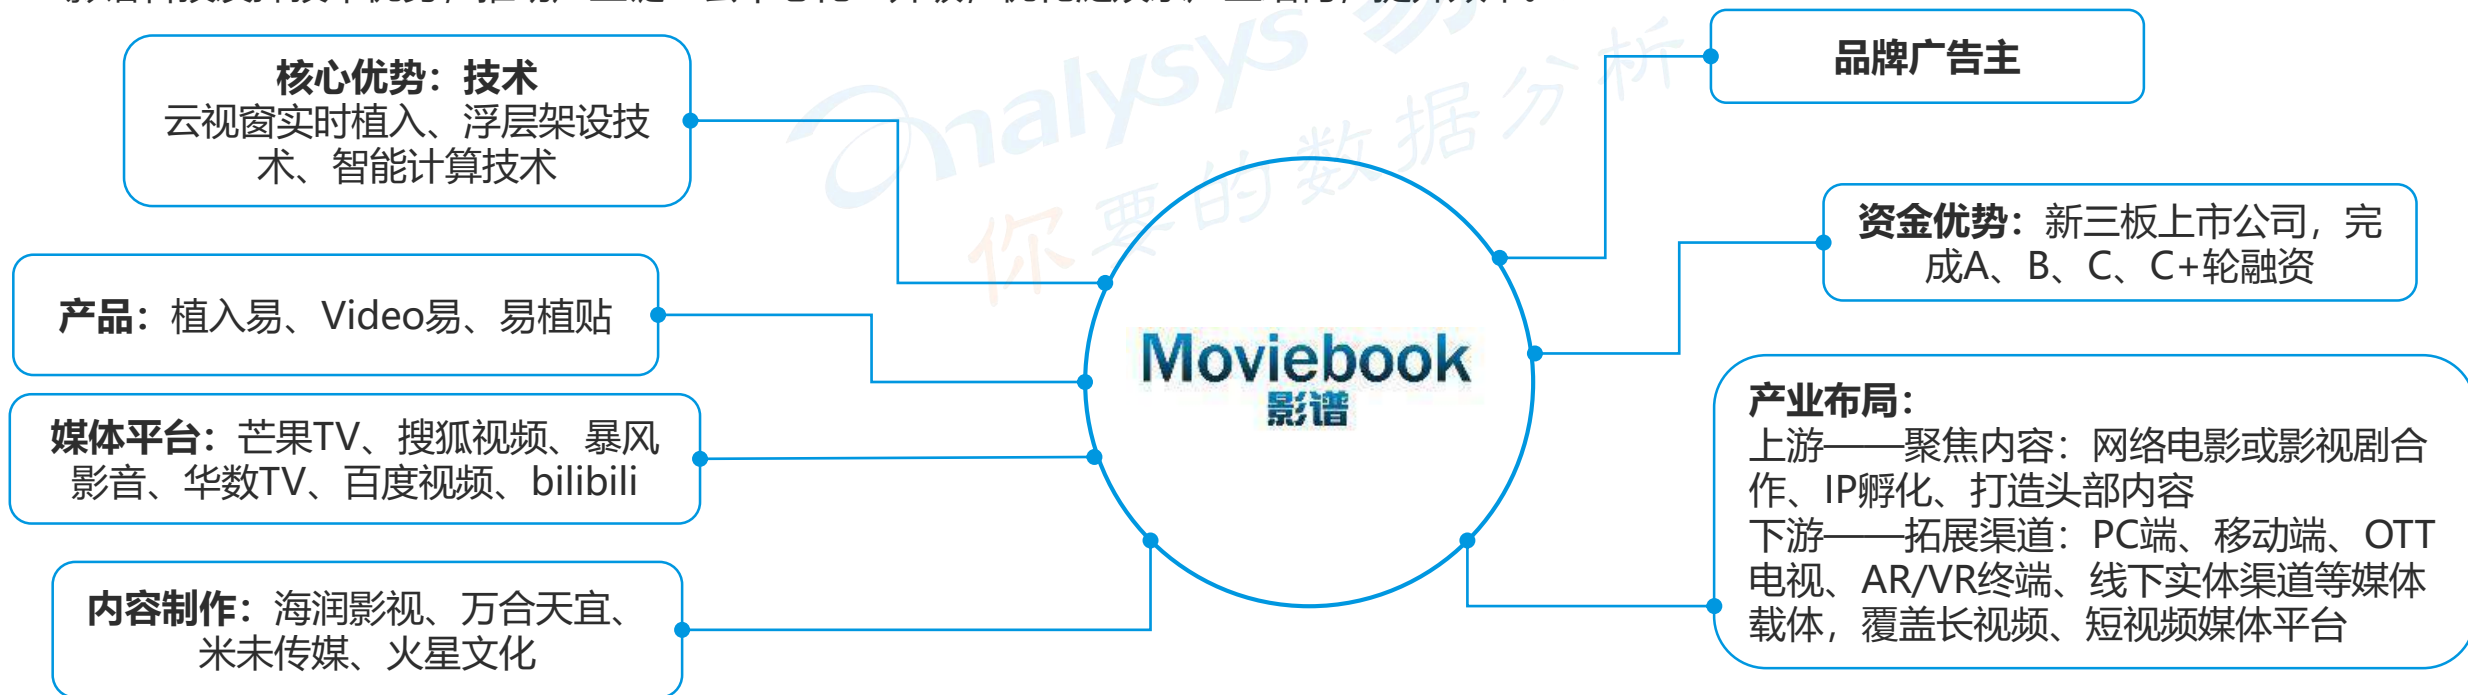 核心优势：技术
云视窗实时植入、浮层架设技
术、智能计算技术
产品：植入易、Video易、易植贴
媒体平台：芒果TV、搜狐视频、暴风
影音、华数TV、百度视频、bilibili
内容制作：海润影视、万合天宜、
米未传媒、火星文化
Moviebook
影谱
品牌广告主
资金优势：新三板上市公司，完
成A、B、C、C+轮融资
产业布局：
上游——聚焦内容：网络电影或影视剧合
作、IP孵化、打造头部内容
下游——拓展渠道：PC端、移动端、OTT
电视、AR/VR终端、线下实体渠道等媒体
载体，覆盖长视频、短视频媒体平台
analysys 易
你要的数据分析